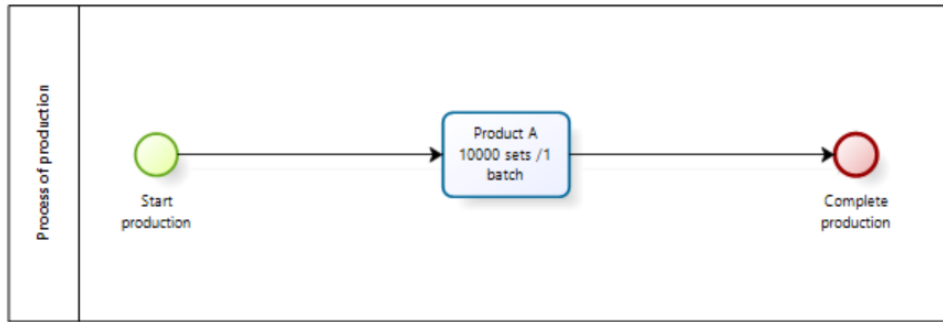 Process of production
Start
production
Product A
10000 sets /1
batch
Complete
production